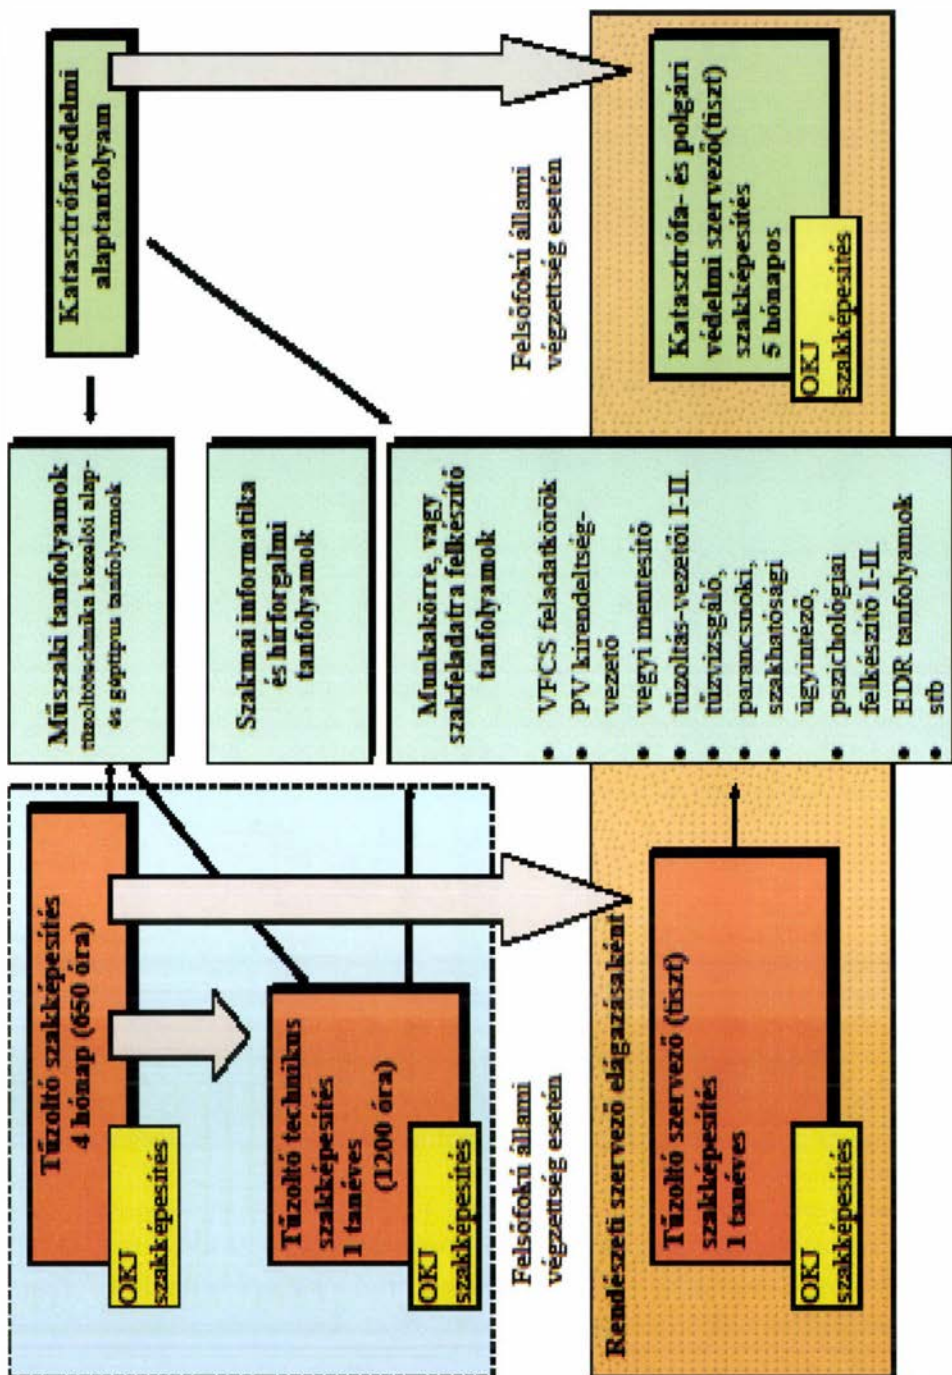 Tűzoltó szakképesítés
4 hónap (650 óra)
OKJ
szakképesítés
Tűzoltó technikus
szakképesítés
1 tanéves
(1200 óra)
OKJ
szakképesítés
Felsőfokú állami
végzettség esetén
Rendészeti szervező elágazásaként
Tűzoltó szervező (tiszt)
szakképesítés
1 tanéves
OKJ
szakképesítés
Műszaki tanfolyamok
tűzoltótechnika kezelői alap-
és géptípus tanfolyamok
Szakmai informatika
és hírforgalmi
tanfolyamok
Munkakörre, vagy
szakfeladatra felkészítő
tanfolyamok
• VFCS feladatkörök
• PV kirendeltség-
vezető
• vegyi mentesítő
• tűzoltás-vezetői I-II.
• tűzvizsgáló,
• parancsnoki,
• szakhatósági
ügyintéző,
• pszichológiai
felkészítő I-II.
• EDR tanfolyamok
• stb
Katasztrófavédelmi
alaptanfolyam
Felsőfokú állami
végzettség esetén
Katasztrófa- és polgári
védelmi szervező(tiszt)
szakképesítés
5 hónapos
OKJ
szakképesítés